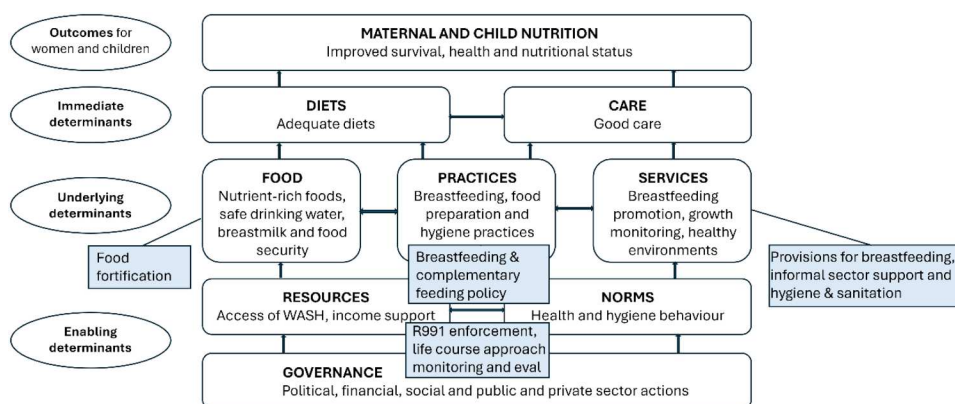 Outcomes for
women and children
MATERNAL AND CHILD NUTRITION
Improved survival, health and nutritional status
Immediate
determinants
DIETS
Adequate diets
CARE
Good care
Underlying
determinants
FOOD
Nutrient-rich foods,
safe drinking water,
breastmilk and food
security
PRACTICES
Breastfeeding, food
preparation and
hygiene practices
SERVICES
Breastfeeding
promotion, growth
monitoring, healthy
environments
Food
fortification
Breastfeeding &
complementary
feeding policy
Provisions for breastfeeding,
informal sector support and
hygiene & sanitation
Enabling
determinants
RESOURCES
Access of WASH, income support
NORMS
Health and hygiene behaviour
R991 enforcement,
life course approach
monitoring and eval
GOVERNANCE
Political, financial, social and public and private sector actions